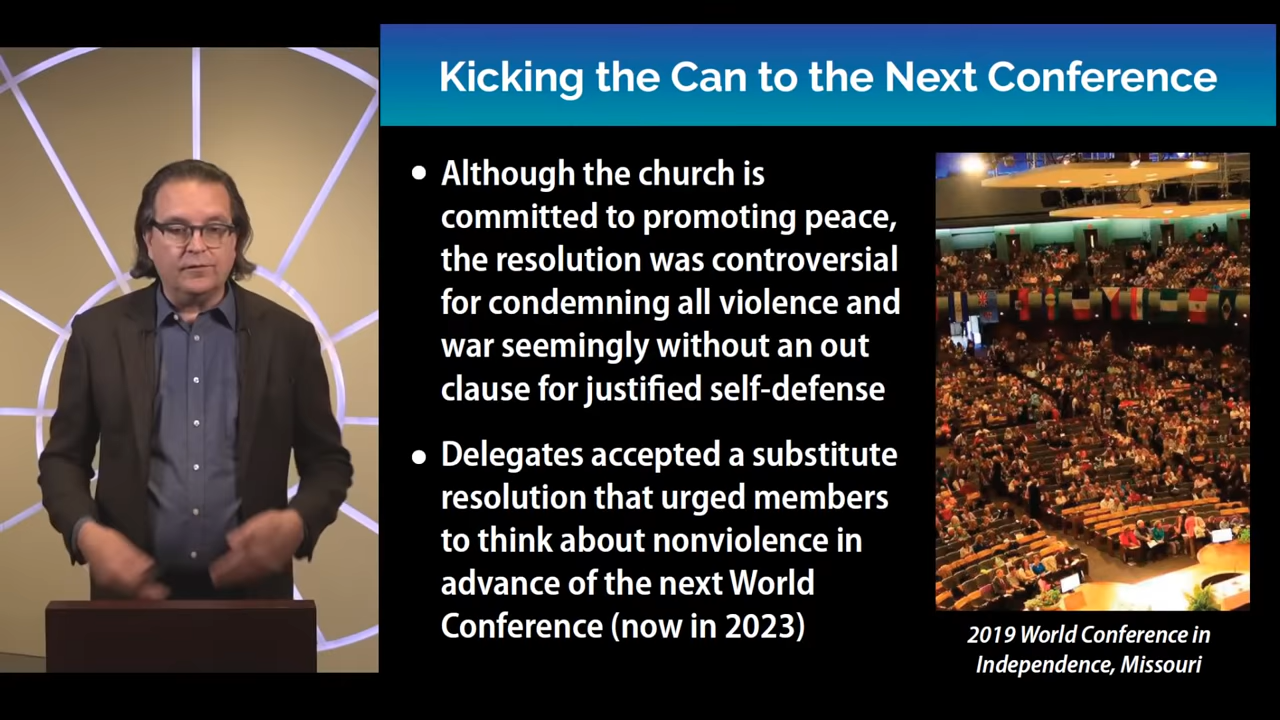 Kicking the Can to the Next Conference
• Although the church is
committed to promoting peace,
the resolution was controversial
for condemning all violence and
war seemingly without an out
clause for justified self-defense
• Delegates accepted a substitute
resolution that urged members
to think about nonviolence in
advance of the next World
Conference (now in 2023)
2019 World Conference in
Independence, Missouri